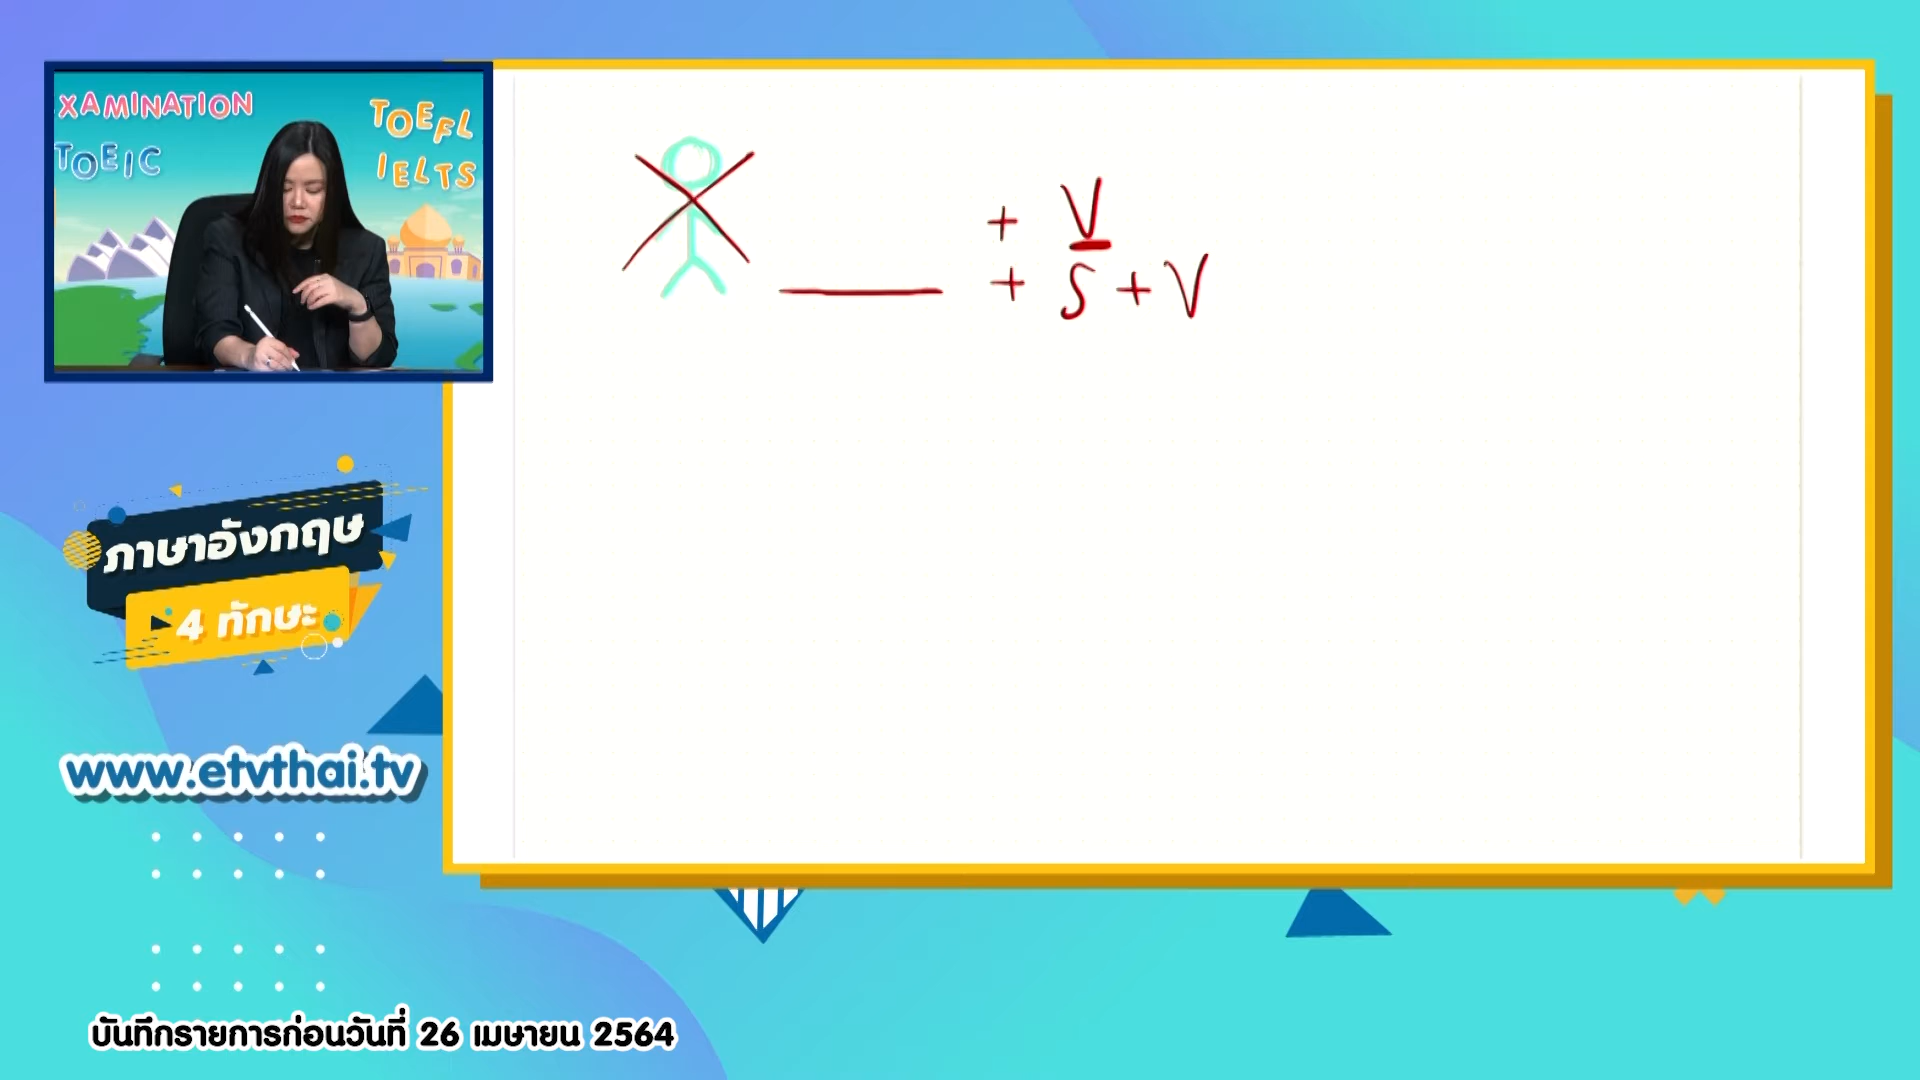 XAMINATION
TOEFL
TOEIC
IELTS
+ V
+ S + V
ภาษาอังกฤษ
4 ทักษะ
www.etvthai.tv
บันทึกรายการก่อนวันที่ 26 เมษายน 2564